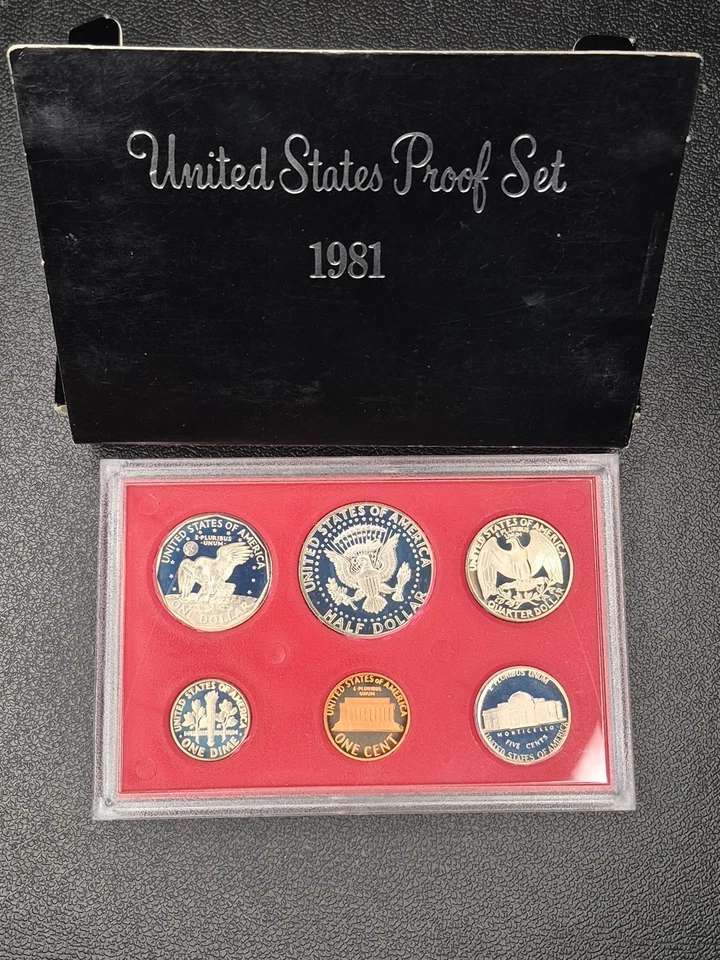 United States Proof Set
1981
UNITED STATES OF AMERICA
E·PLURIBUS
·UNUM·
ONE DOLLAR
UNITED STATES OF AMERICA
HALF DOLLAR
UNITED STATES OF AMERICA
E PLURIBUS
UNUM
QUARTER DOLLAR
UNITED STATES OF AMERICA
ONE DIME
UNITED STATES OF AMERICA
E·PLURIBUS
UNUM
ONE CENT
E PLURIBUS UNUM
MONTICELLO
FIVE CENTS
UNITED STATES OF AMERICA